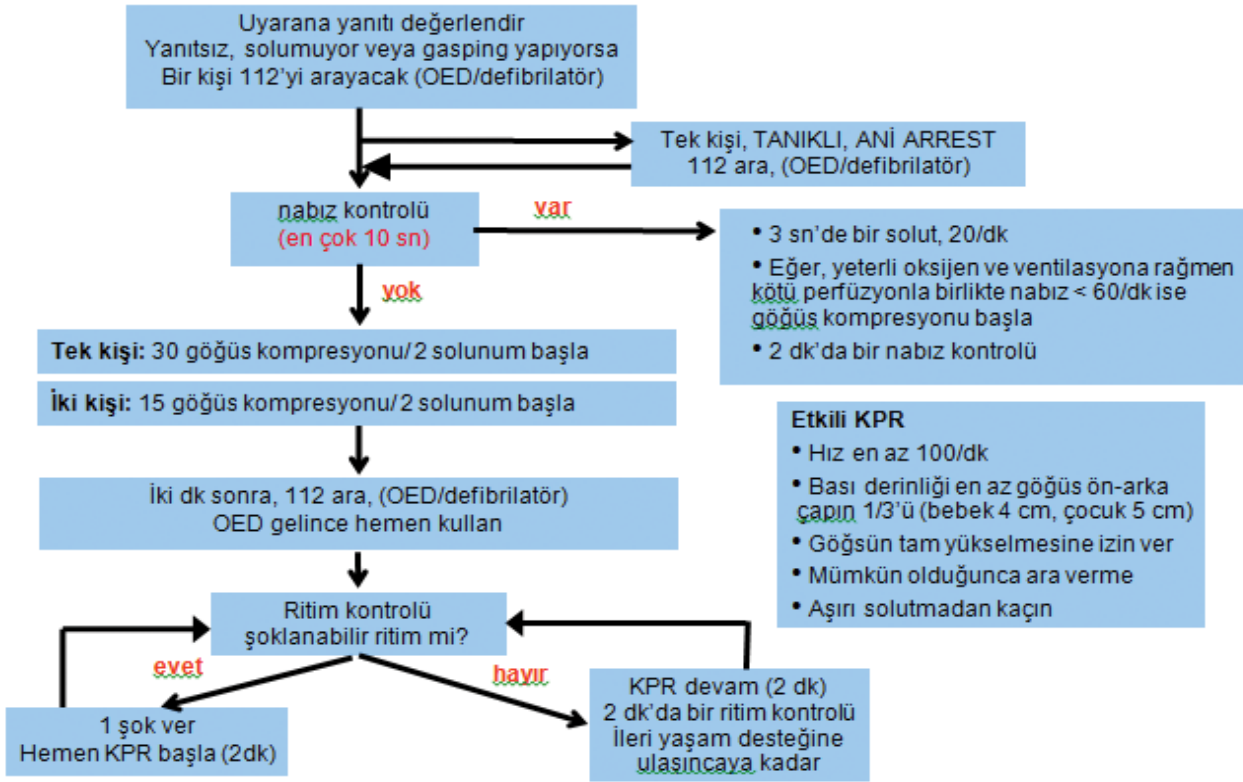 Uyarana yanıtı değerlendir
Yanıtsız, solumuyor veya gasping yapıyorsa
Bir kişi 112'yi arayacak (OED/defibrilatör)
Tek kişi, TANIKLI, ANİ ARREST
112 ara, (OED/defibrilatör)
nabız kontrolü
(en çok 10 sn)
var
• 3 sn'de bir solut, 20/dk
• Eğer, yeterli oksijen ve ventilasyona rağmen
kötü perfüzyonla birlikte nabız < 60/dk ise
göğüs kompresyonu başla
• 2 dk'da bir nabız kontrolü
yok
Tek kişi: 30 göğüs kompresyonu/2 solunum başla
İki kişi: 15 göğüs kompresyonu/2 solunum başla
Etkili KPR
• Hız en az 100/dk
• Bası derinliği en az göğüs ön-arka
çapın 1/3'ü (bebek 4 cm, çocuk 5 cm)
• Göğsün tam yükselmesine izin ver
• Mümkün olduğunca ara verme
• Aşırı solutmadan kaçın
İki dk sonra, 112 ara, (OED/defibrilatör)
OED gelince hemen kullan
Ritim kontrolü
şoklanabilir ritim mi?
evet
hayır
1 şok ver
Hemen KPR başla (2dk)
KPR devam (2 dk)
2 dk'da bir ritim kontrolü
İleri yaşam desteğine
ulaşıncaya kadar